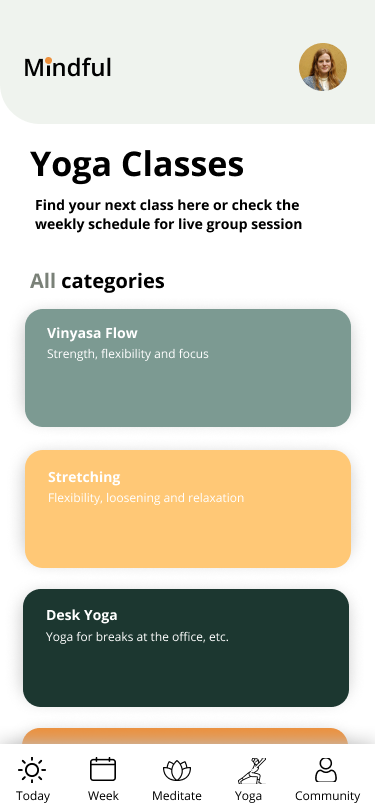 Mindful
Yoga Classes
Find your next class here or check the
weekly schedule for live group session
All categories
Vinyasa Flow
Strength, flexibility and focus
Stretching
Flexibility, loosening and relaxation
Desk Yoga
Yoga for breaks at the office, etc.
Today Week Meditate Yoga Community